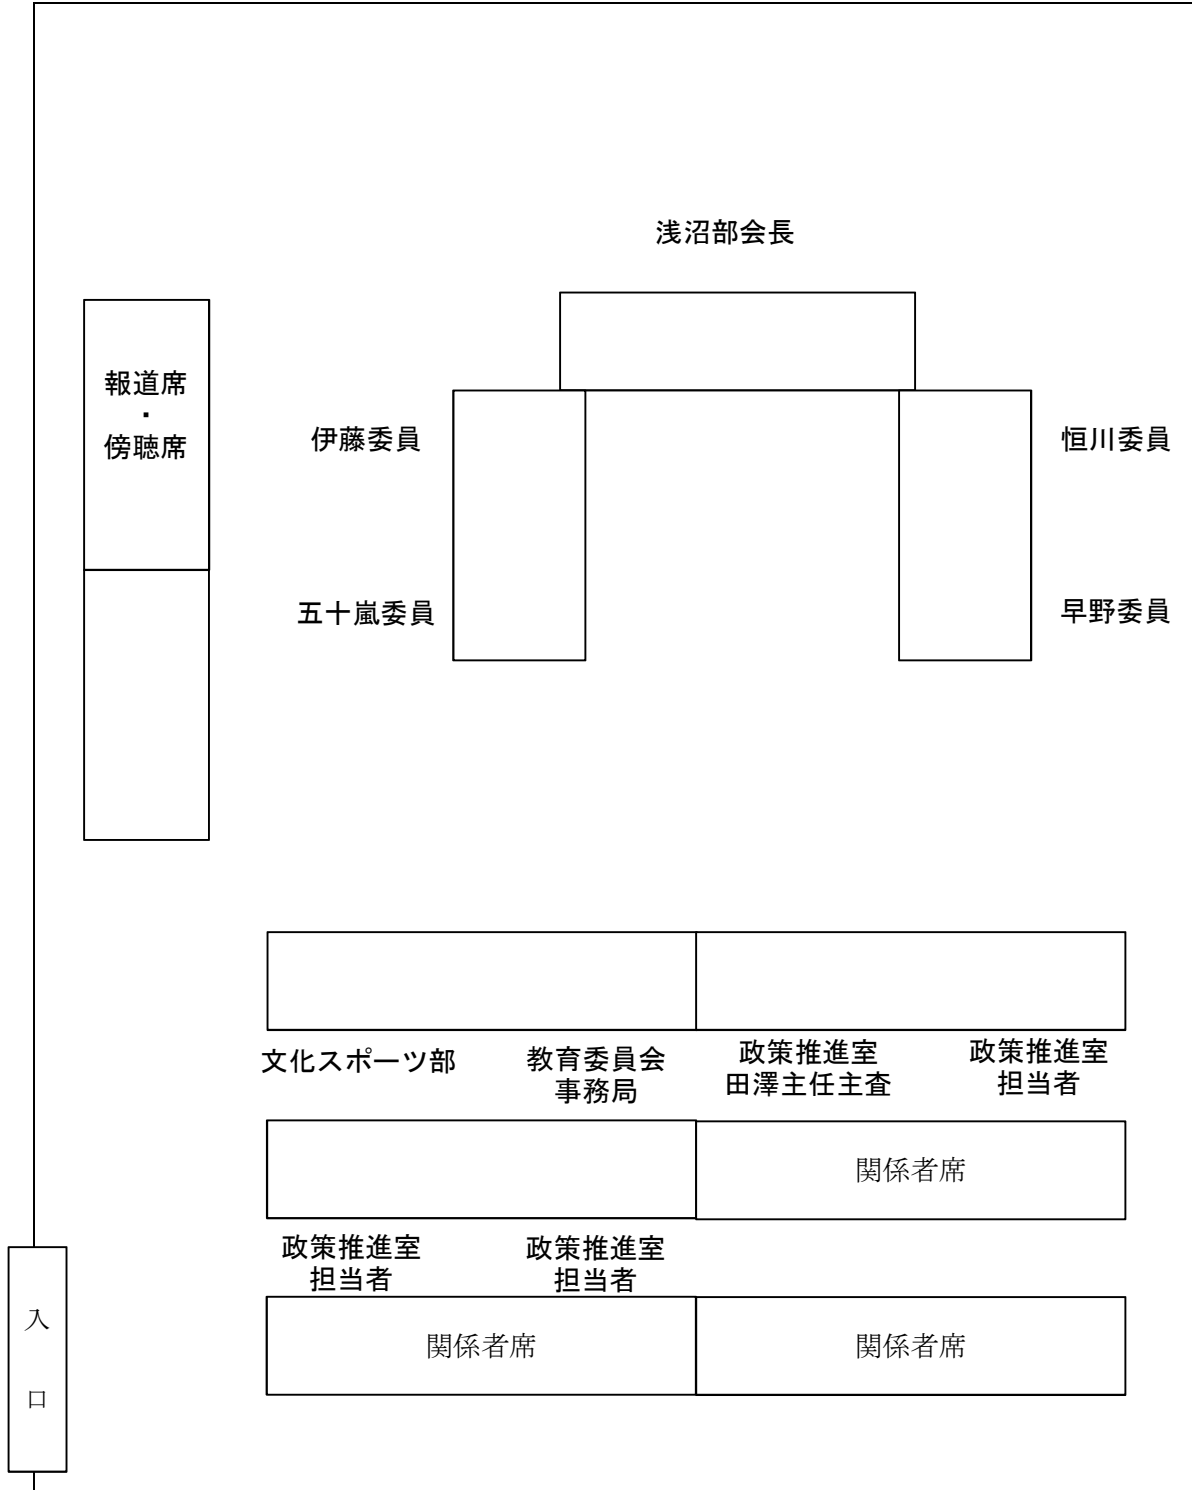 浅沼部会長
報道席
・
傍聴席
伊藤委員
恒川委員
五十嵐委員
早野委員
文化スポーツ部
教育委員会
事務局
政策推進室
田澤主任主査
政策推進室
担当者
関係者席
政策推進室
担当者
政策推進室
担当者
入
口
関係者席
関係者席